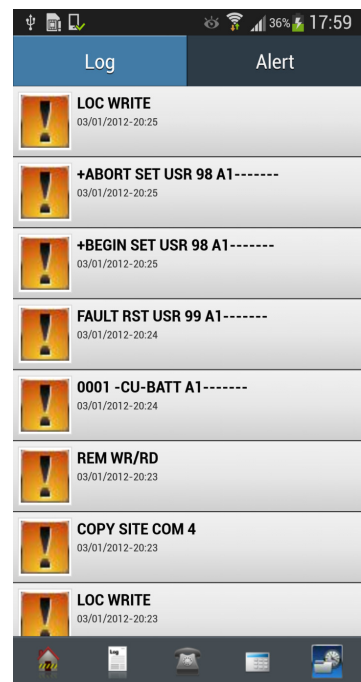 36% 17:59
Log Alert
LOC WRITE
03/01/2012-20:25
+ABORT SET USR 98 A1-------
03/01/2012-20:25
+BEGIN SET USR 98 A1-------
03/01/2012-20:25
FAULT RST USR 99 A1-------
03/01/2012-20:24
0001 -CU-BATT A1-------
03/01/2012-20:24
REM WR/RD
03/01/2012-20:23
COPY SITE COM 4
03/01/2012-20:23
LOC WRITE
03/01/2012-20:23
Log